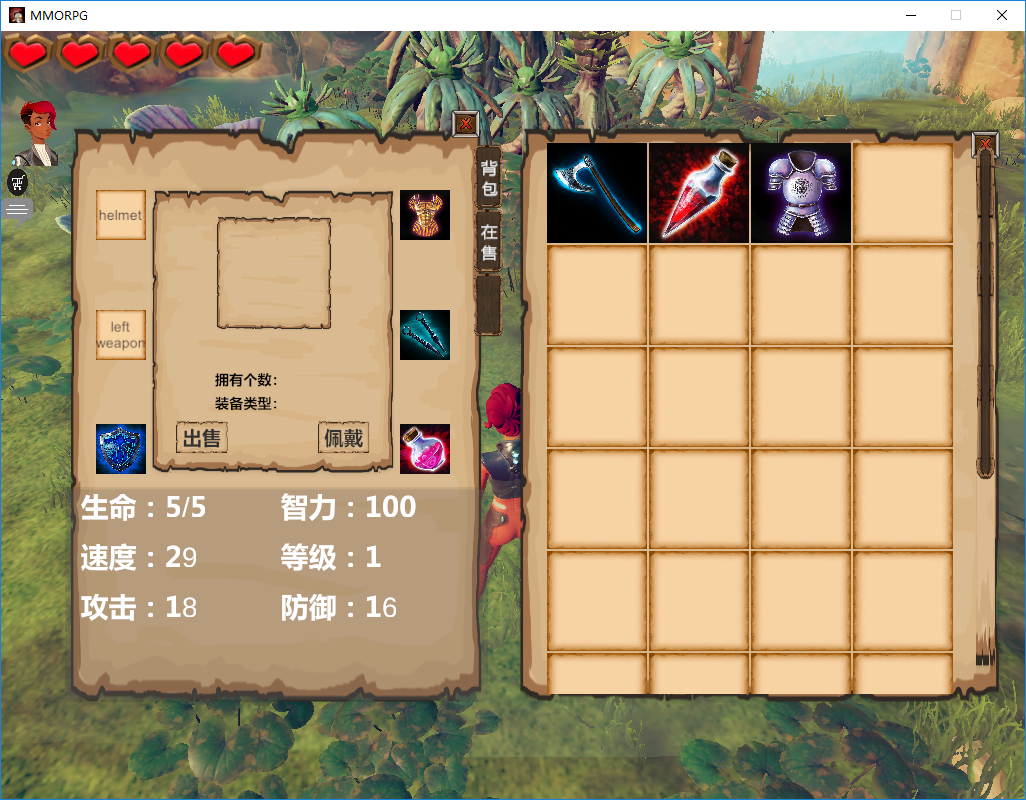 MMORPG
背包
在售
helmet
left
weapon
拥有个数:
装备类型:
出售
佩戴
生命：5/5
智力：100
速度：29
等级：1
攻击：18
防御：16